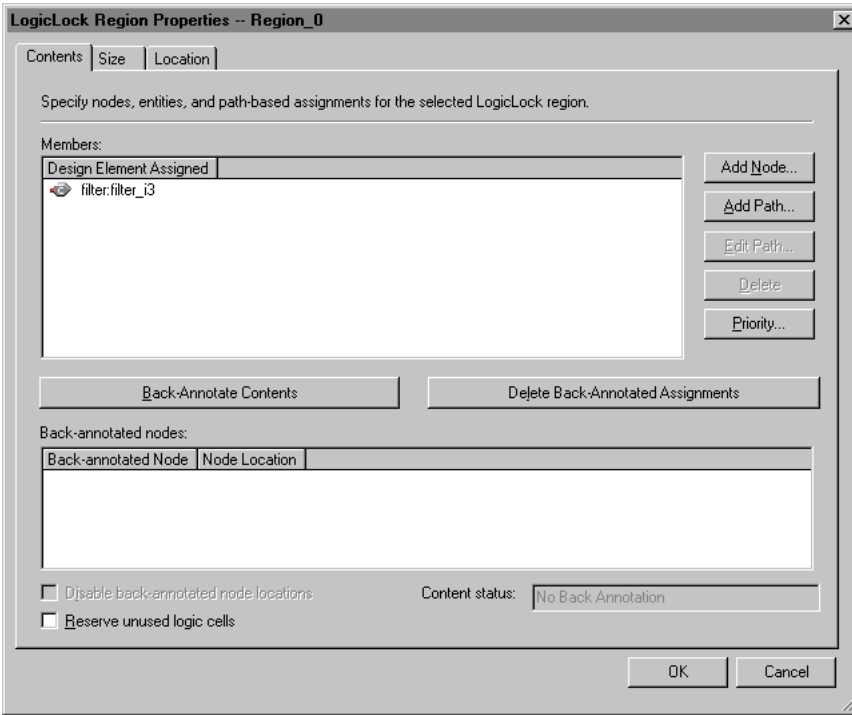 LogicLock Region Properties -- Region_0
Contents Size Location
Specify nodes, entities, and path-based assignments for the selected LogicLock region.
Members:
Design Element Assigned
filter:filter_i3
Add Node...
Add Path...
Edit Path...
Delete
Priority...
Back-Annotate Contents Delete Back-Annotated Assignments
Back-annotated nodes:
Back-annotated Node Node Location
Disable back-annotated node locations Content status: No Back Annotation
Reserve unused logic cells
OK Cancel